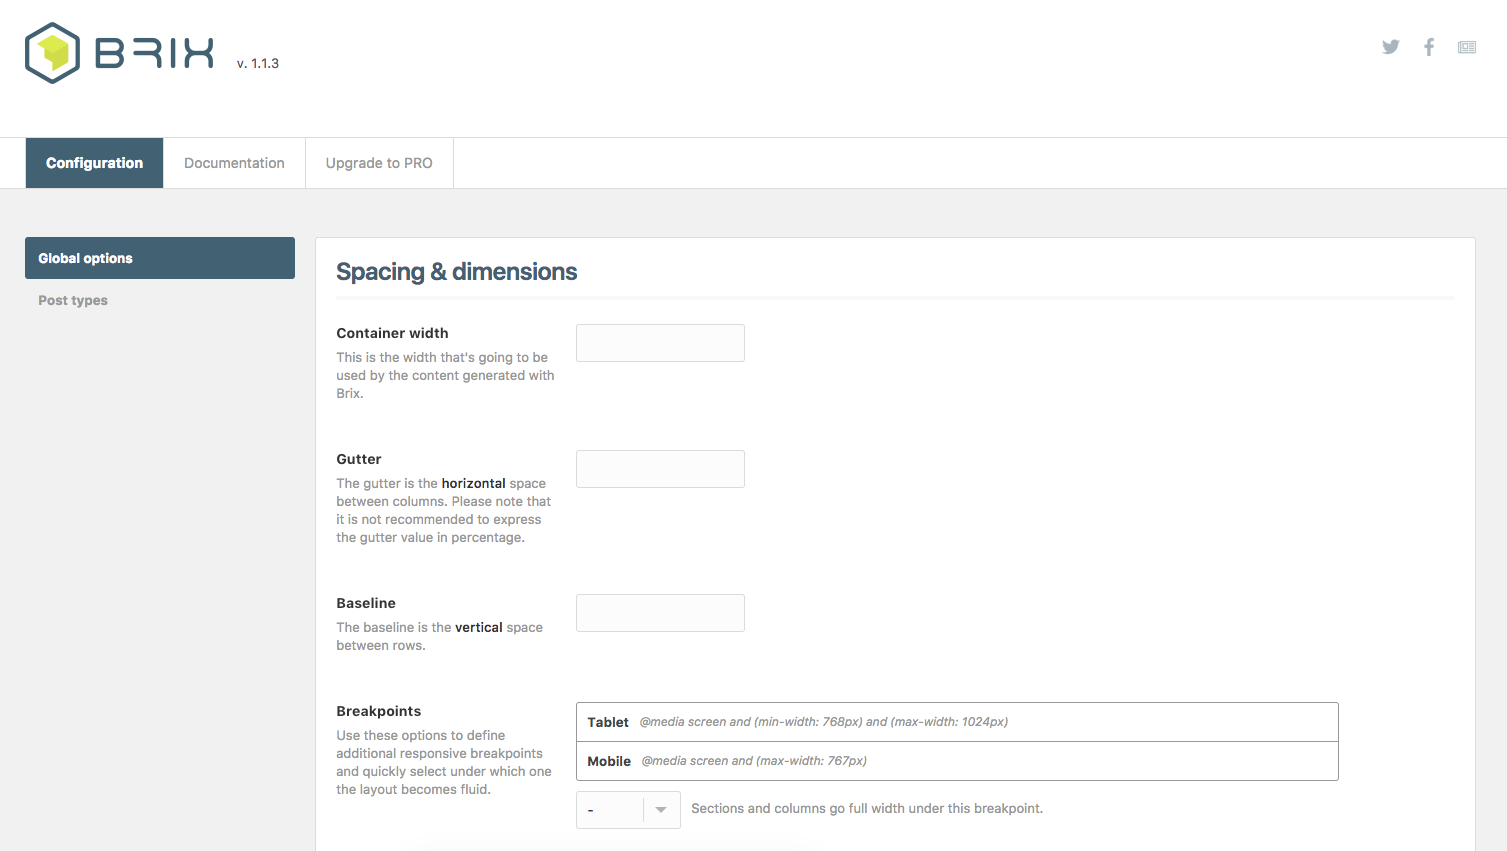 BRIX
v. 1.1.3
Configuration
Documentation
Upgrade to PRO
Global options
Post types
Spacing & dimensions
Container width
This is the width that's going to be
used by the content generated with
Brix.
Gutter
The gutter is the horizontal space
between columns. Please note that
it is not recommended to express
the gutter value in percentage.
Baseline
The baseline is the vertical space
between rows.
Breakpoints
Use these options to define
additional responsive breakpoints
and quickly select under which one
the layout becomes fluid.
Tablet @media screen and (min-width: 768px) and (max-width: 1024px)
Mobile @media screen and (max-width: 767px)
- Sections and columns go full width under this breakpoint.